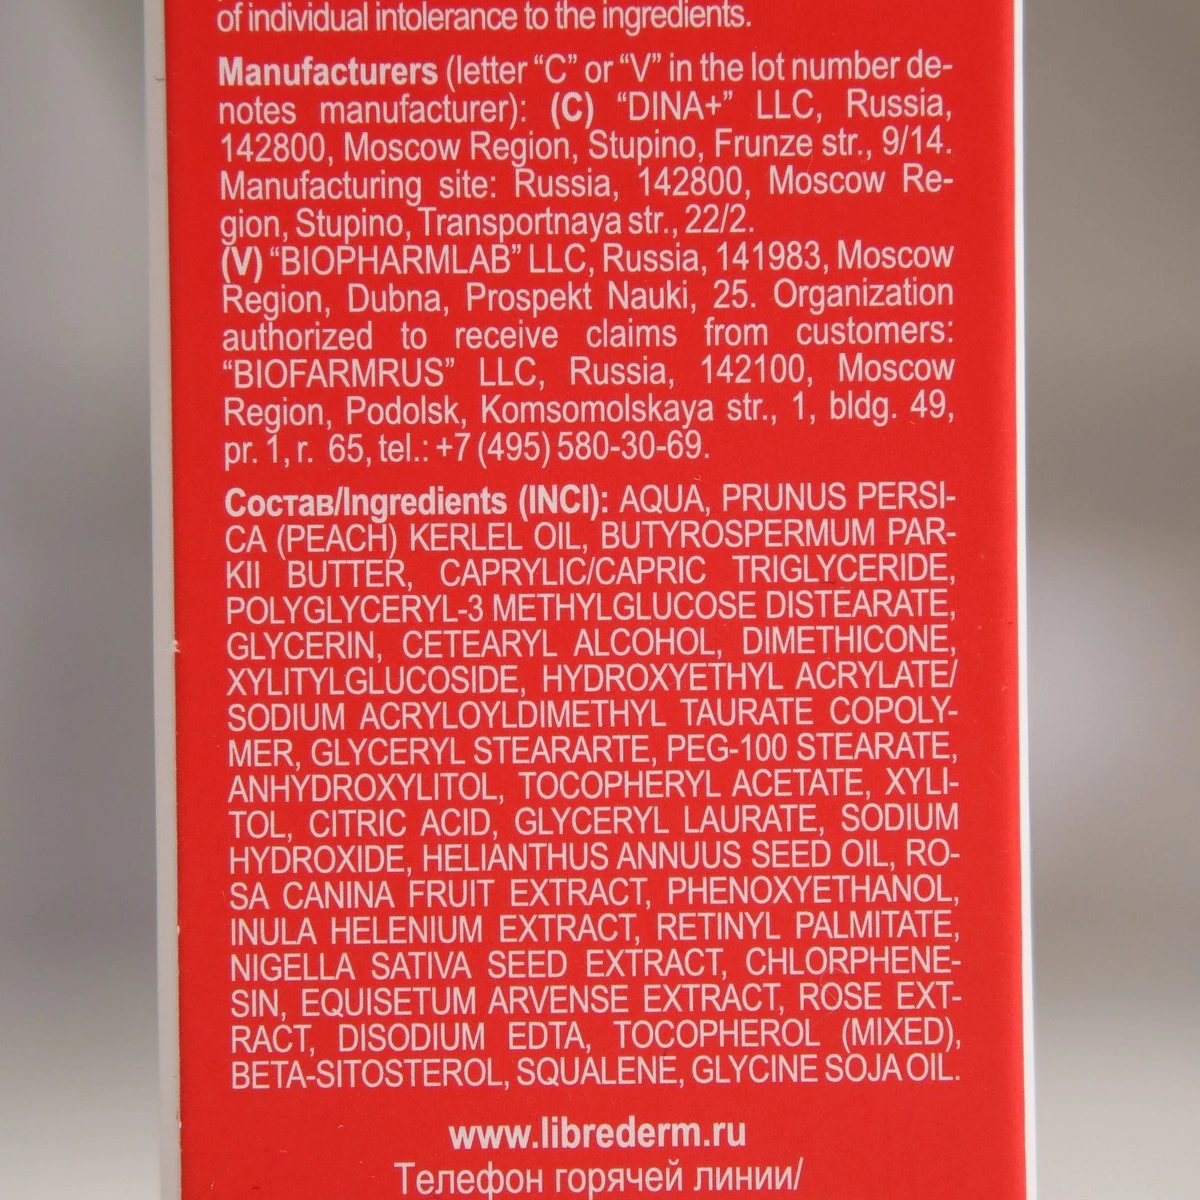 of individual intolerance to the ingredients.
Manufacturers (letter “C” or “V” in the lot number de-
notes manufacturer): (C) “DINA+” LLC, Russia,
142800, Moscow Region, Stupino, Frunze str., 9/14.
Manufacturing site: Russia, 142800, Moscow Re-
gion, Stupino, Transportnaya str., 22/2.
(V) “BIOPHARMLAB” LLC, Russia, 141983, Moscow
Region, Dubna, Prospekt Nauki, 25. Organization
authorized to receive claims from customers:
“BIOFARMRUS” LLC, Russia, 142100, Moscow
Region, Podolsk, Komsomolskaya str., 1, bldg. 49,
pr. 1, r. 65, tel.: +7 (495) 580-30-69.
Состав/Ingredients (INCI): AQUA, PRUNUS PERSI-
CA (PEACH) KERLEL OIL, BUTYROSPERMUM PAR-
KII BUTTER, CAPRYLIC/CAPRIC TRIGLYCERIDE,
POLYGLYCERYL-3 METHYLGLUCOSE DISTEARATE,
GLYCERIN, CETEARYL ALCOHOL, DIMETHICONE,
XYLITYLGLUCOSIDE, HYDROXYETHYL ACRYLATE/
SODIUM ACRYLOYLDIMETHYL TAURATE COPOLY-
MER, GLYCERYL STEARARTE, PEG-100 STEARATE,
ANHYDROXYLITOL, TOCOPHERYL ACETATE, XYLI-
TOL, CITRIC ACID, GLYCERYL LAURATE, SODIUM
HYDROXIDE, HELIANTHUS ANNUUS SEED OIL, RO-
SA CANINA FRUIT EXTRACT, PHENOXYETHANOL,
INULA HELENIUM EXTRACT, RETINYL PALMITATE,
NIGELLA SATIVA SEED EXTRACT, CHLORPHENE-
SIN, EQUISETUM ARVENSE EXTRACT, ROSE EXT-
RACT, DISODIUM EDTA, TOCOPHEROL (MIXED),
BETA-SITOSTEROL, SQUALENE, GLYCINE SOJA OIL.
www.librederm.ru
Телефон горячей линии/